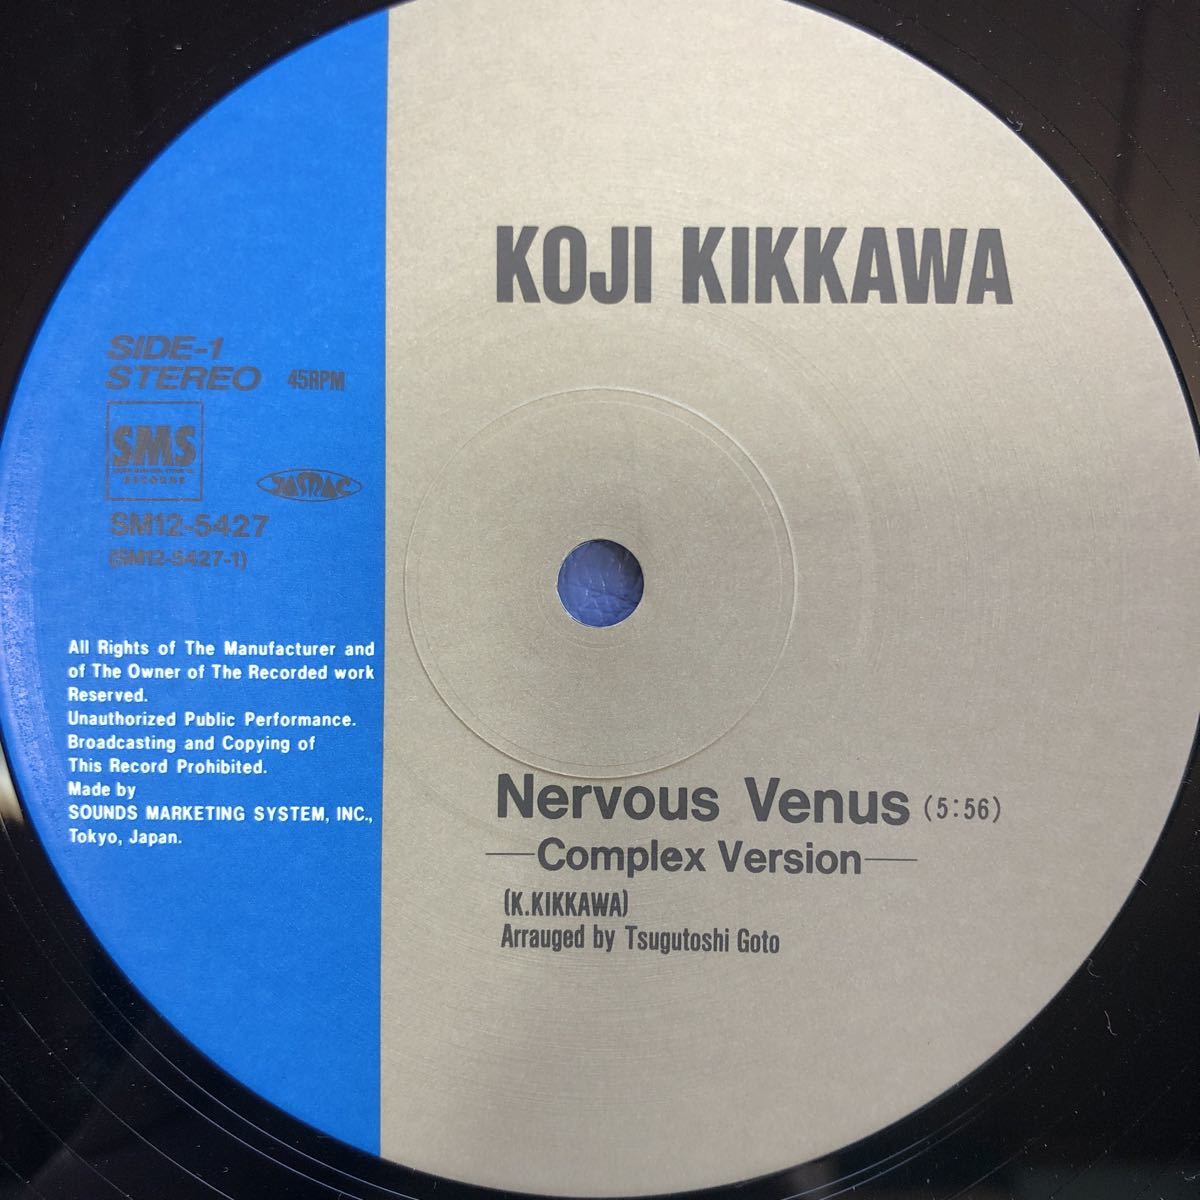 KOJI KIKKAWA
SIDE-1
STEREO 45RPM
SMS
RECORDS
JASRAC
SM12-5427
(SM12-5427-1)
All Rights of The Manufacturer and
of The Owner of The Recorded work
Reserved.
Unauthorized Public Performance.
Broadcasting and Copying of
This Record Prohibited.
Made by
SOUNDS MARKETING SYSTEM, INC.,
Tokyo, Japan.
Nervous Venus (5:56)
—Complex Version—
(K.KIKKAWA)
Arrauged by Tsugutoshi Goto